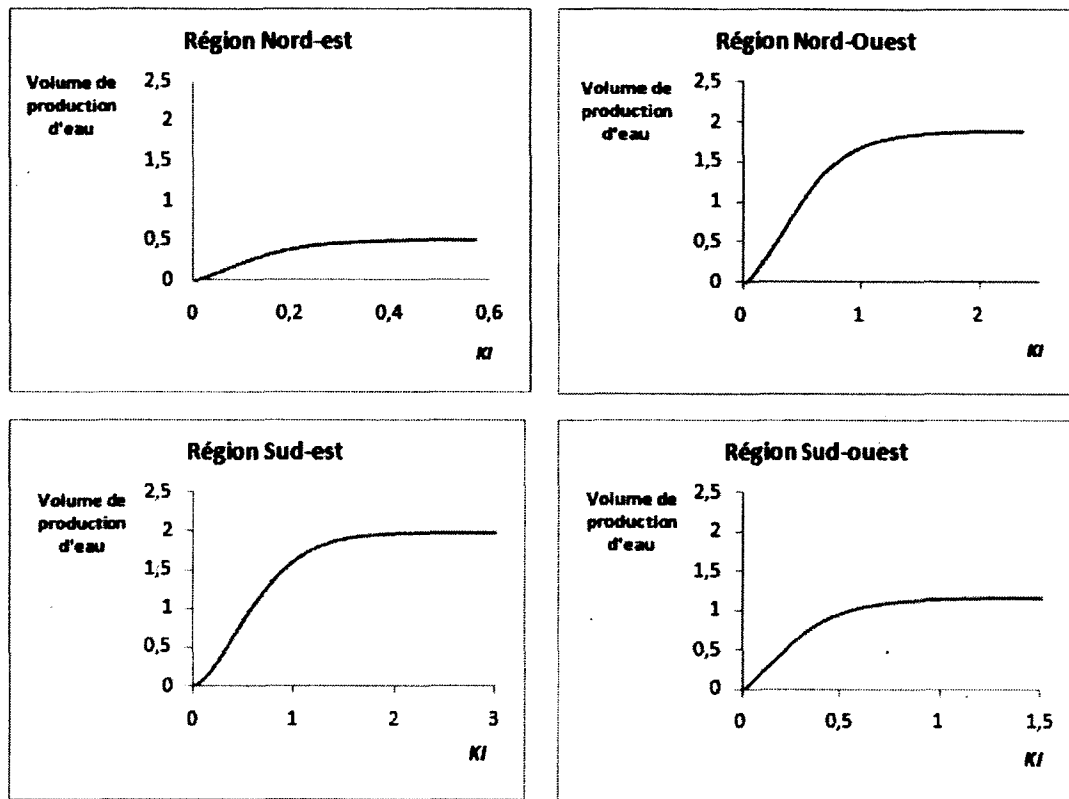 Région Nord-est
Volume de
production
d'eau
2,5
2
1,5
1
0,5
0
0
0,2
0,4
0,6
KI
Région Nord-Ouest
Volume de
production
d'eau
2,5
2
1,5
1
0,5
0
0
1
2
KI
Région Sud-est
Volume de
production
d'eau
2,5
2
1,5
1
0,5
0
0
1
2
3
KI
Région Sud-ouest
Volume de
production
d'eau
2,5
2
1,5
1
0,5
0
0
0,5
1
1,5
KI